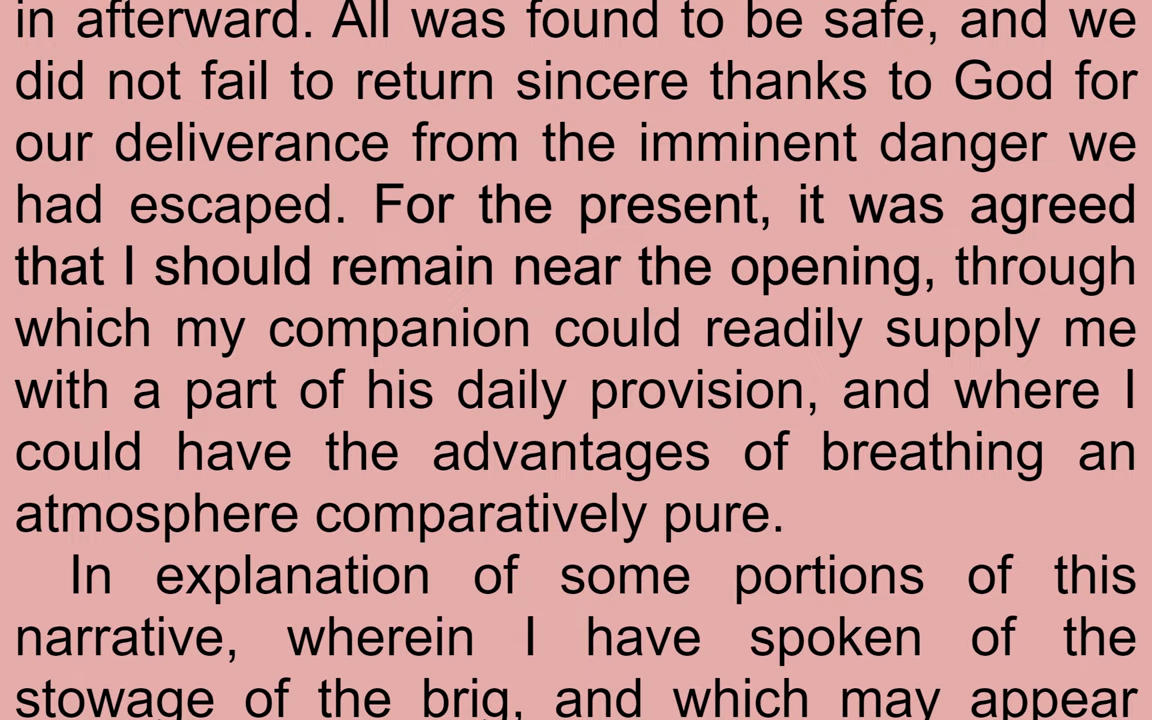 in afterward. All was found to be safe, and we
did not fail to return sincere thanks to God for
our deliverance from the imminent danger we
had escaped. For the present, it was agreed
that I should remain near the opening, through
which my companion could readily supply me
with a part of his daily provision, and where I
could have the advantages of breathing an
atmosphere comparatively pure.
In explanation of some portions of this
narrative, wherein I have spoken of the
stowage of the brig, and which may appear